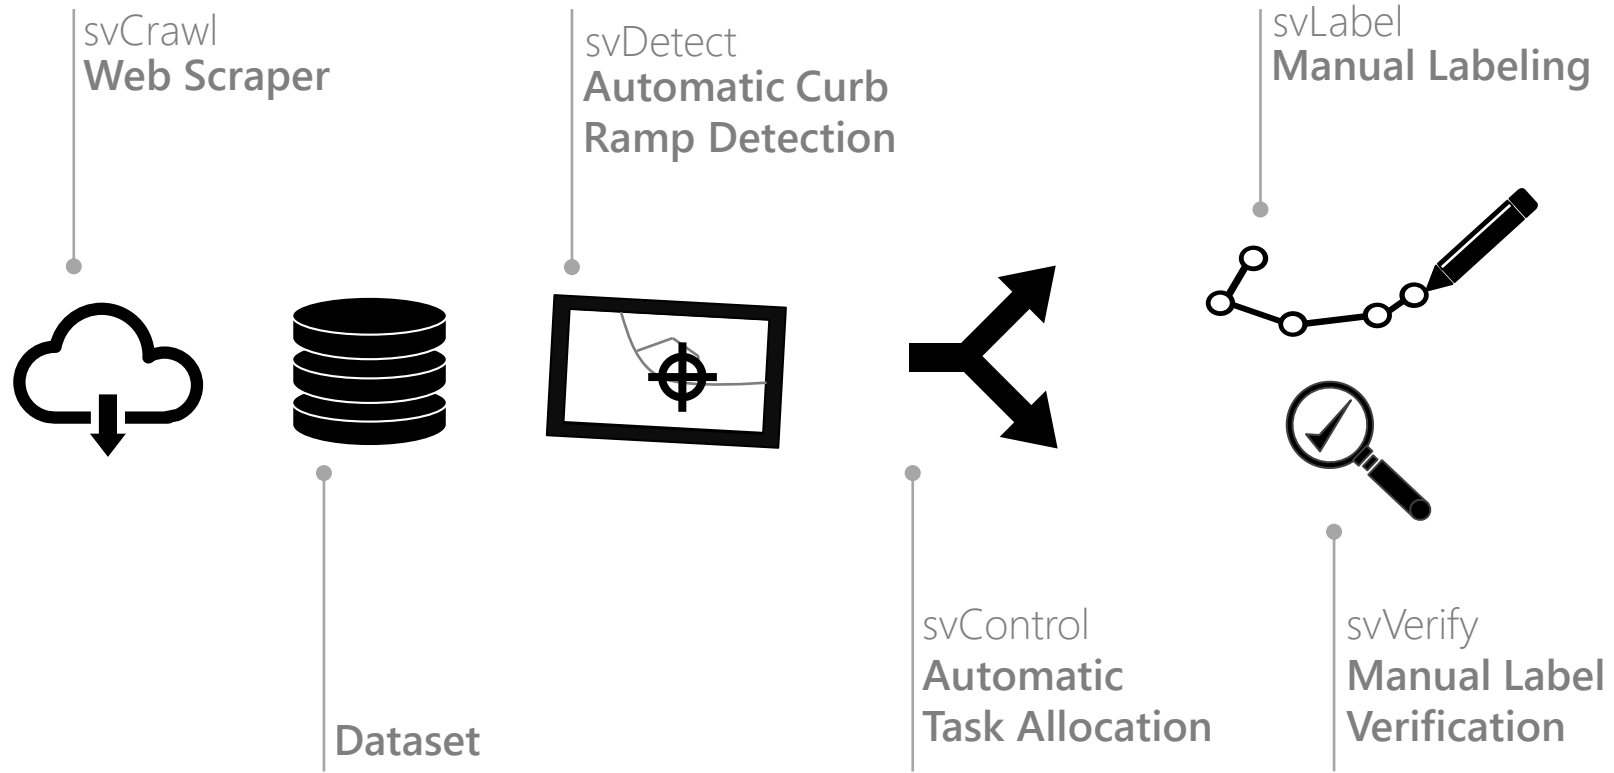 svCrawl
Web Scraper
svDetect
Automatic Curb
Ramp Detection
svLabel
Manual Labeling
Dataset
svControl
Automatic
Task Allocation
svVerify
Manual Label
Verification